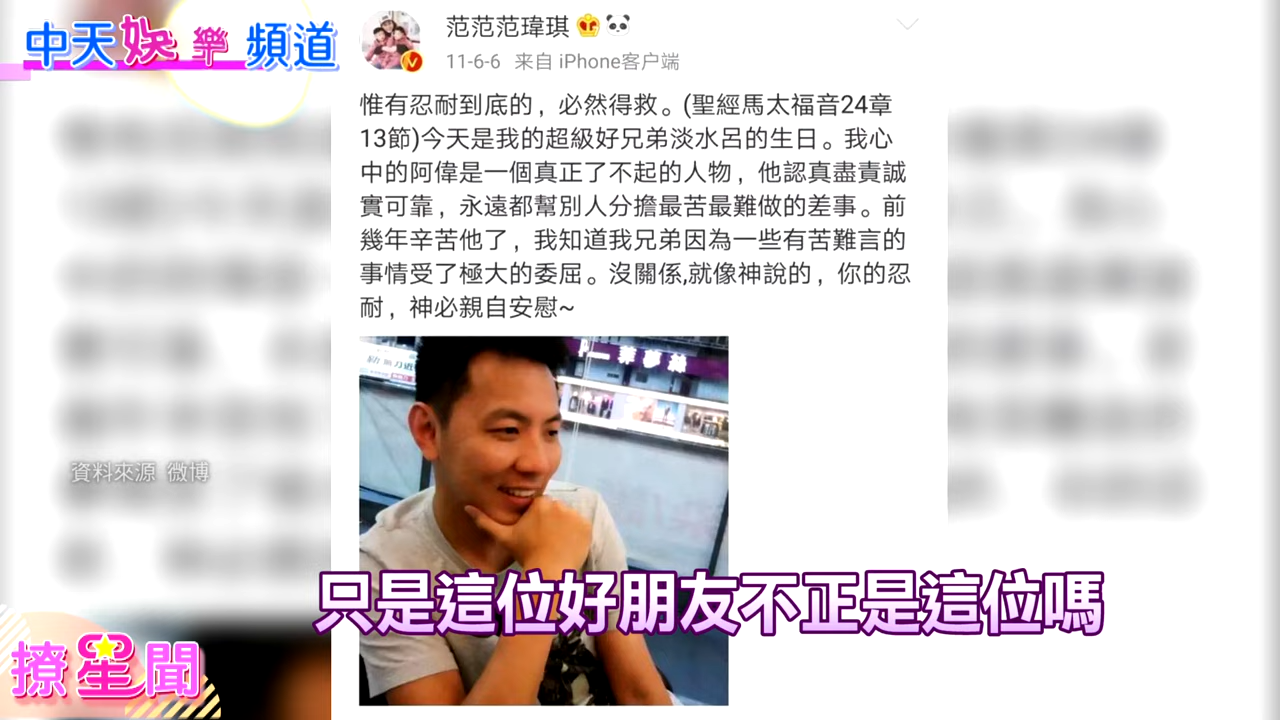 中天娛樂頻道
范范范瑋琪
11-6-6 来自 iPhone客户端
惟有忍耐到底的，必然得救。(聖經馬太福音24章
13節)今天是我的超級好兄弟淡水呂的生日。我心
中的阿偉是一個真正了不起的人物，他認真盡責誠
實可靠，永遠都幫別人分擔最苦最難做的差事。前
幾年辛苦他了，我知道我兄弟因為一些有苦難言的
事情受了極大的委屈。沒關係,就像神說的，你的忍
耐，神必親自安慰~
菲夢絲
資料來源 微博
只是這位好朋友不正是這位嗎
撩星聞